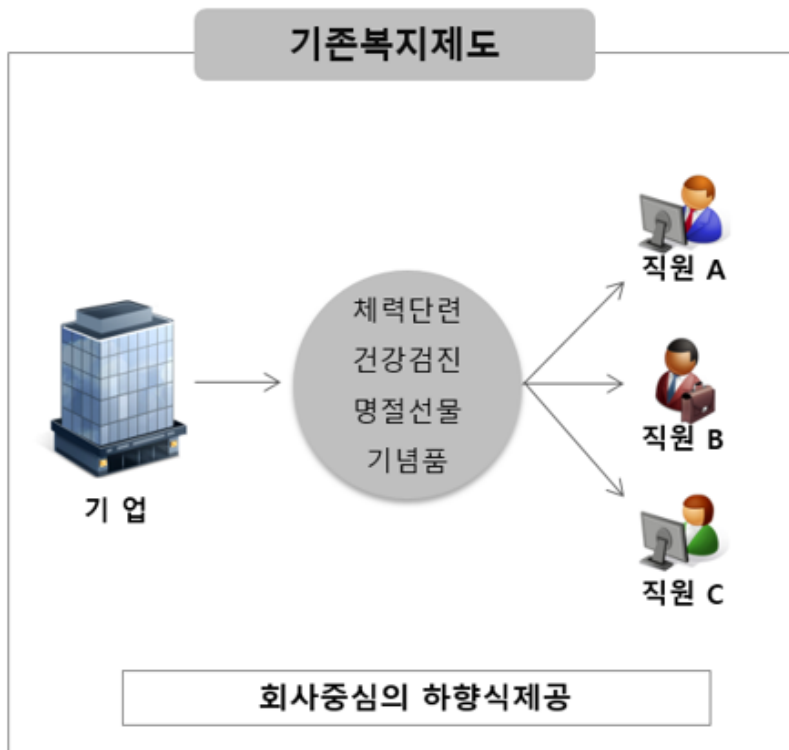 기존복지제도
체력단련
건강검진
명절선물
기념품
기 업
직원 A
직원 B
직원 C
회사중심의 하향식제공